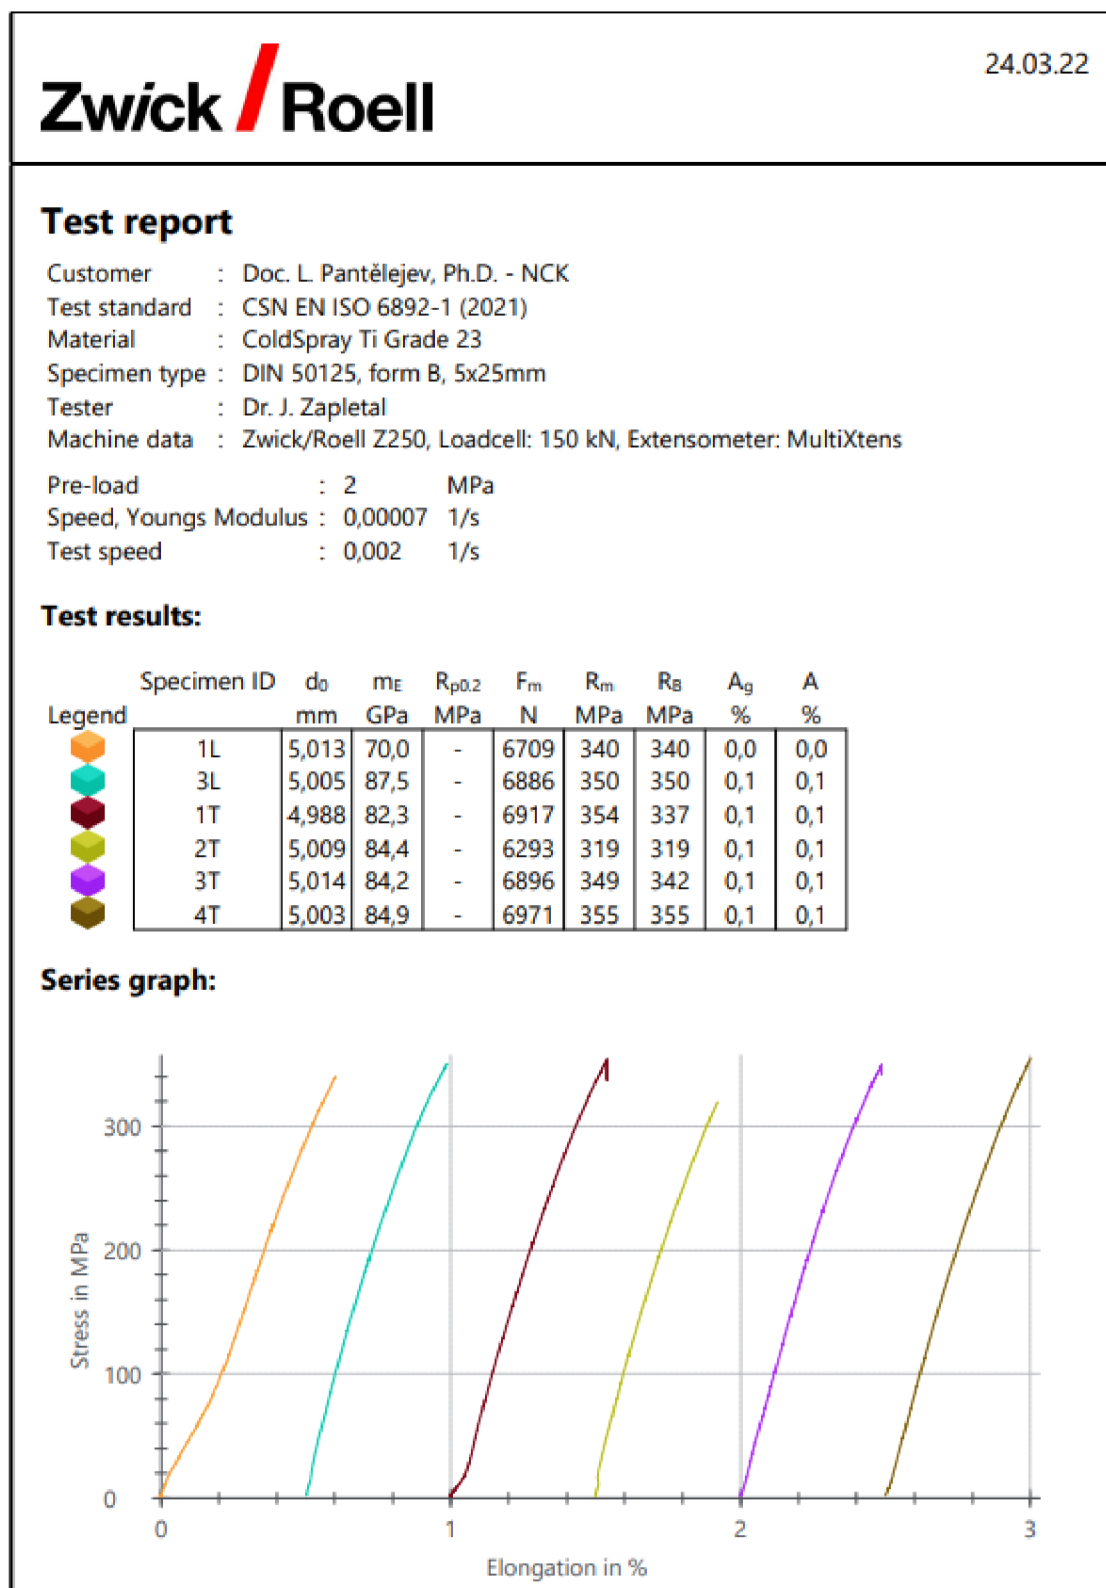 24.03.22
Zwick / Roell
Test report
Customer : Doc. L. Pantělejev, Ph.D. - NCK
Test standard : CSN EN ISO 6892-1 (2021)
Material : ColdSpray Ti Grade 23
Specimen type : DIN 50125, form B, 5x25mm
Tester : Dr. J. Zapletal
Machine data : Zwick/Roell Z250, Loadcell: 150 kN, Extensometer: MultiXtens
Pre-load : 2 MPa
Speed, Youngs Modulus : 0,00007 1/s
Test speed : 0,002 1/s
Test results:
Specimen ID d0 mE Rp0.2 Fm Rm RB Ag A
Legend mm GPa MPa N MPa MPa % %
1L 5,013 70,0 - 6709 340 340 0,0 0,0
3L 5,005 87,5 - 6886 350 350 0,1 0,1
1T 4,988 82,3 - 6917 354 337 0,1 0,1
2T 5,009 84,4 - 6293 319 319 0,1 0,1
3T 5,014 84,2 - 6896 349 342 0,1 0,1
4T 5,003 84,9 - 6971 355 355 0,1 0,1
Series graph:
Stress in MPa
300
200
100
0
0 1 2 3
Elongation in %